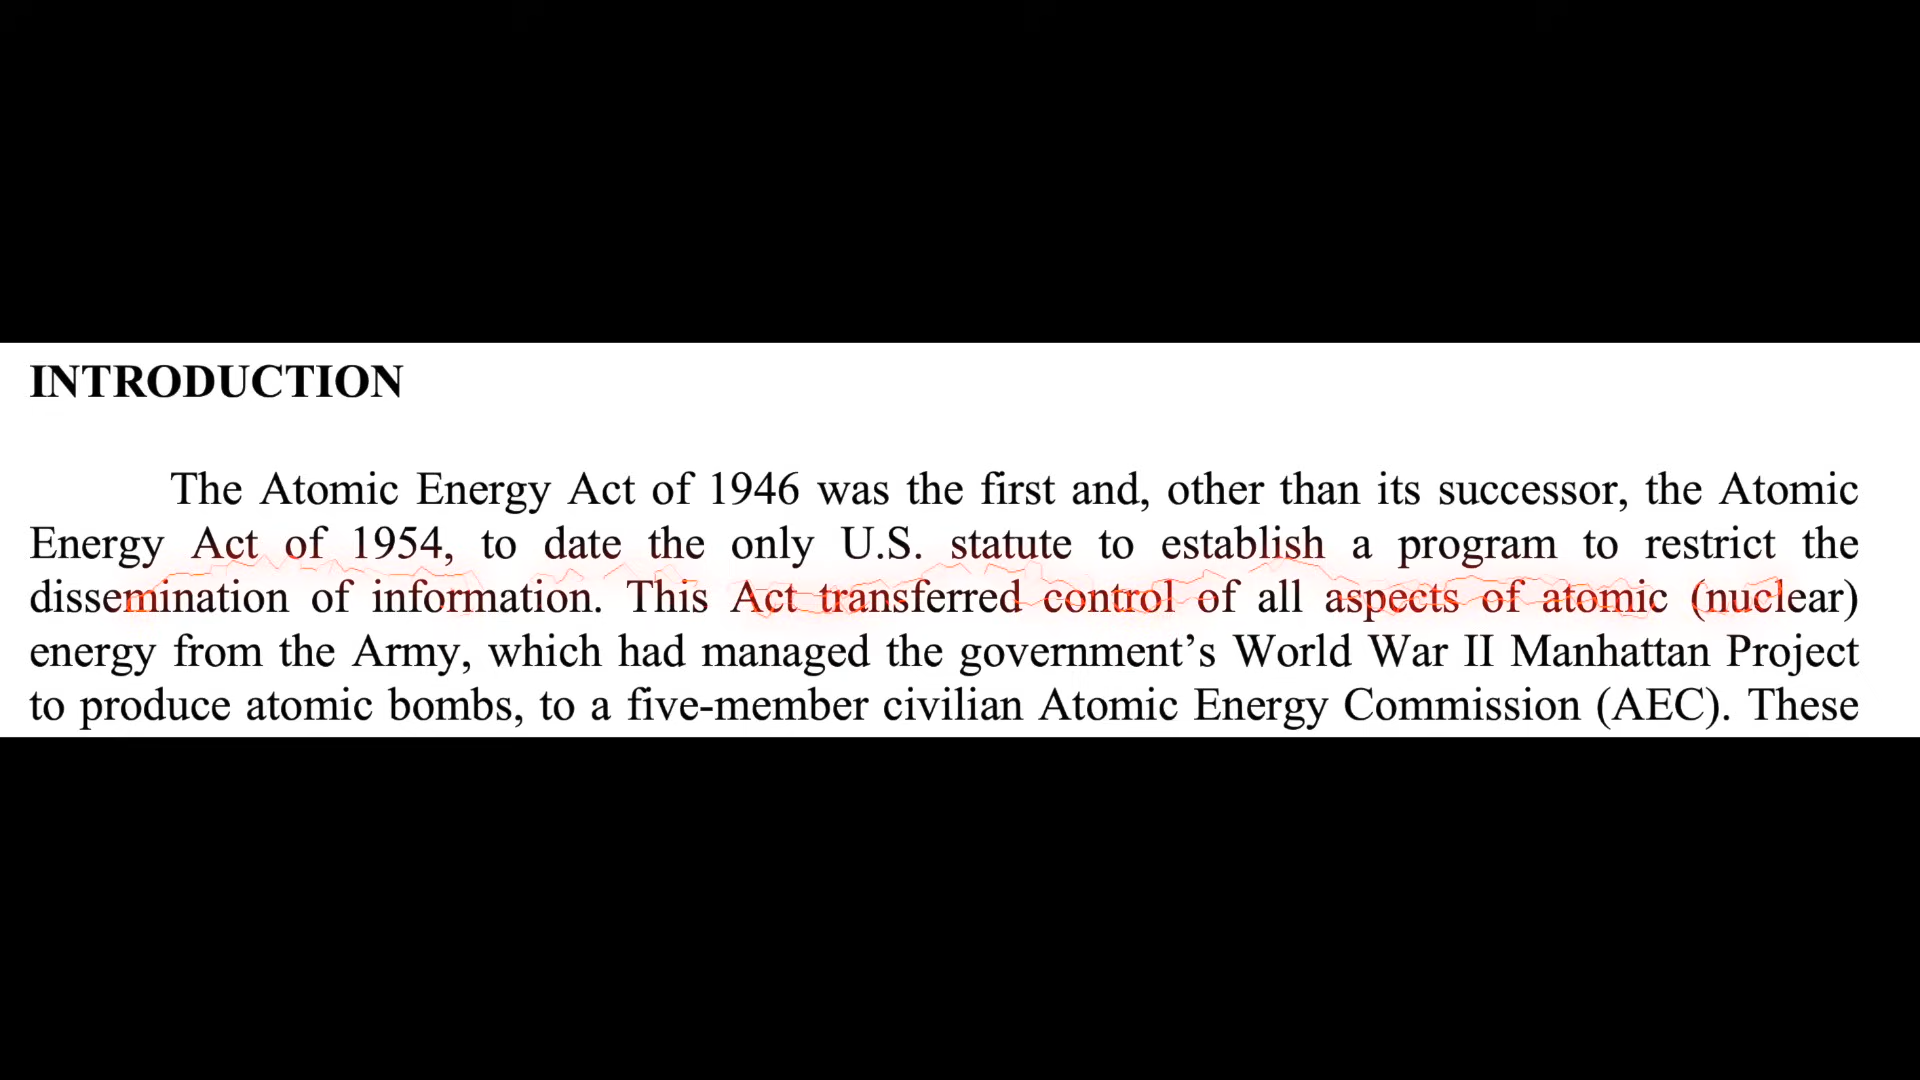 INTRODUCTION
The Atomic Energy Act of 1946 was the first and, other than its successor, the Atomic
Energy Act of 1954, to date the only U.S. statute to establish a program to restrict the
dissemination of information. This Act transferred control of all aspects of atomic (nuclear)
energy from the Army, which had managed the government’s World War II Manhattan Project
to produce atomic bombs, to a five-member civilian Atomic Energy Commission (AEC). These